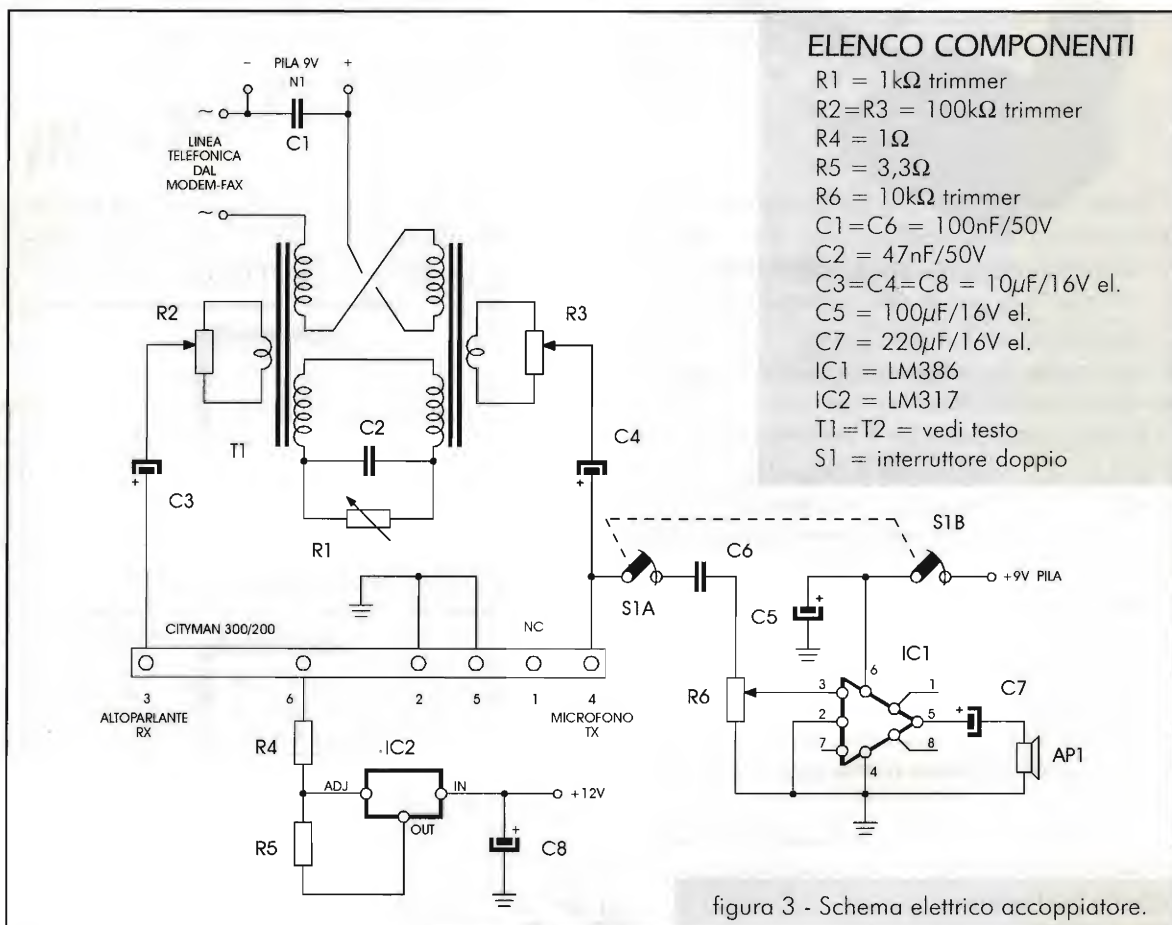 ELENCO COMPONENTI
R1 = 1kΩ trimmer
R2=R3 = 100kΩ trimmer
R4 = 1Ω
R5 = 3,3Ω
R6 = 10kΩ trimmer
C1=C6 = 100nF/50V
C2 = 47nF/50V
C3=C4=C8 = 10µF/16V el.
C5 = 100µF/16V el.
C7 = 220µF/16V el.
IC1 = LM386
IC2 = LM317
T1=T2 = vedi testo
S1 = interruttore doppio
- PILA 9V +
N1
~
C1
LINEA
TELEFONICA
DAL
MODEM-FAX
~
R2
R3
T1
C2
C3
+
C4
+
R1
S1A
C6
S1B
+9V PILA
C5
+
CITYMAN 300/200
NC
3
6
2
5
1
4
ALTOPARLANTE
RX
MICROFONO
TX
R4
IC2
ADJ
IN
+12V
OUT
R5
+
C8
R6
IC1
6
3
1
2
5
7
8
4
+
C7
AP1
figura 3 - Schema elettrico accoppiatore.